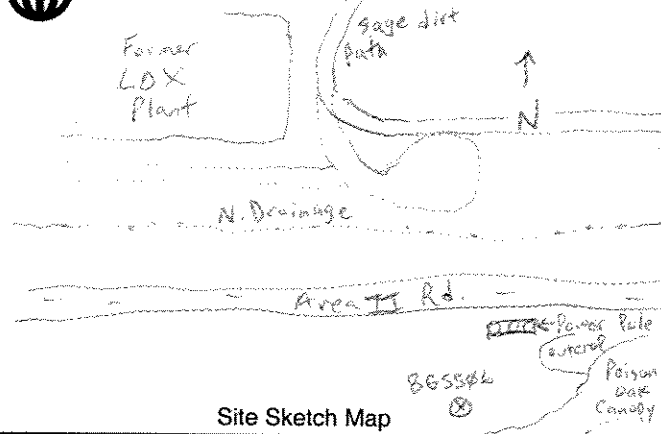 sage dirt
path
Former
LOX
Plant
N
N. Drainage
Area II Rd.
Power Pole
outcrop
Poison
Oak
Canopy
Site Sketch Map